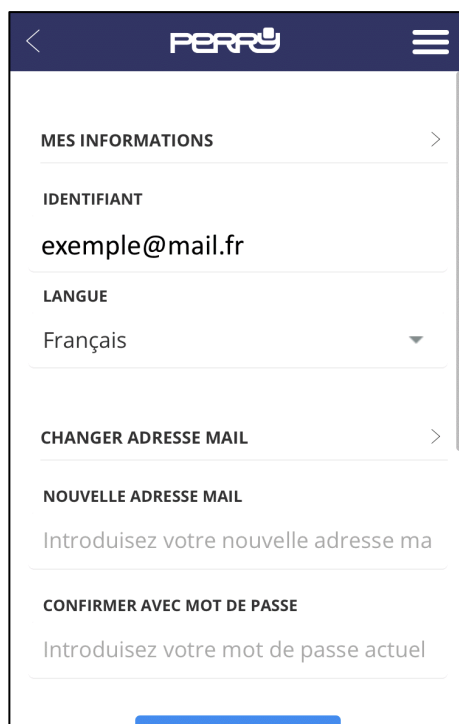 PERRY
MES INFORMATIONS
IDENTIFIANT
exemple@mail.fr
LANGUE
Français
CHANGER ADRESSE MAIL
NOUVELLE ADRESSE MAIL
Introduisez votre nouvelle adresse ma
CONFIRMER AVEC MOT DE PASSE
Introduisez votre mot de passe actuel